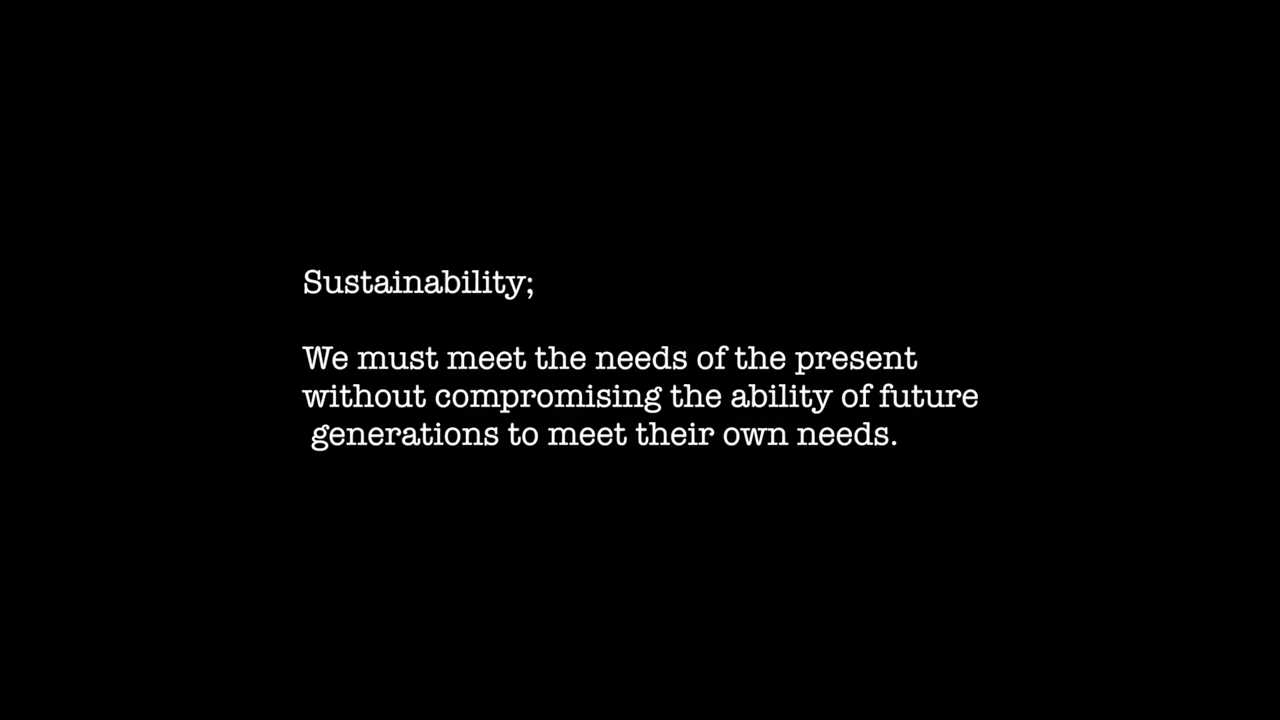 Sustainability;
We must meet the needs of the present
without compromising the ability of future
generations to meet their own needs.